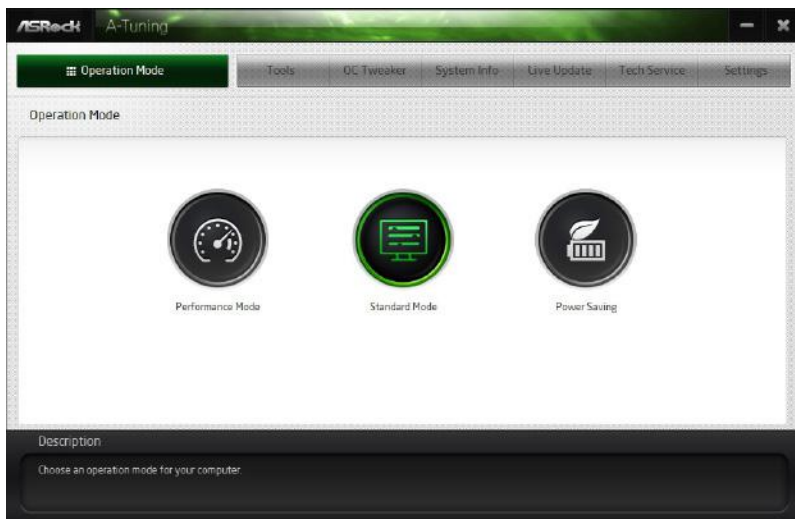 ASRock A-Tuning
Operation Mode Tools OC Tweaker System Info Live Update Tech Service Settings
Operation Mode
Performance Mode Standard Mode Power Saving
Description
Choose an operation mode for your computer.